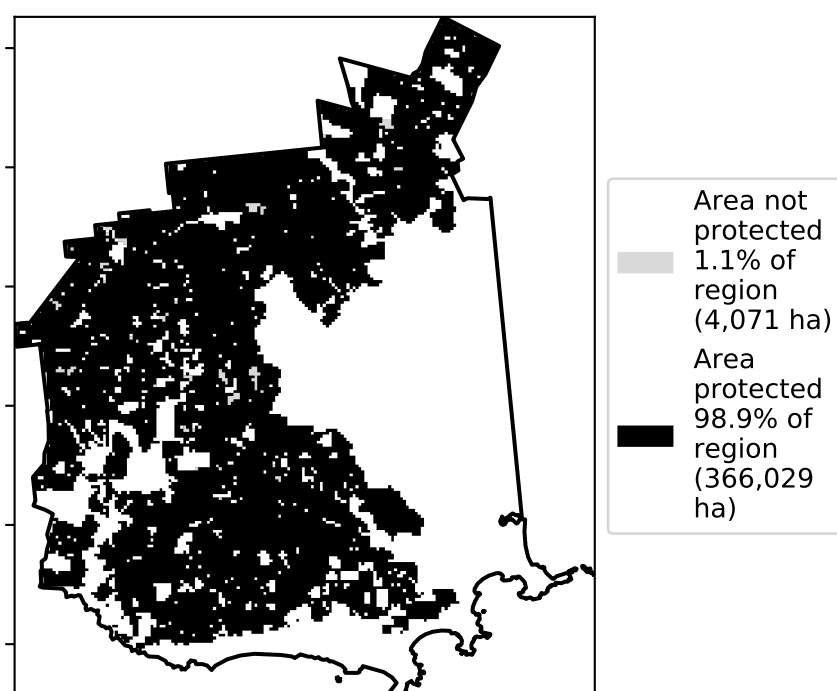 Area not
protected
1.1% of
region
(4,071 ha)
Area
protected
98.9% of
region
(366,029
ha)